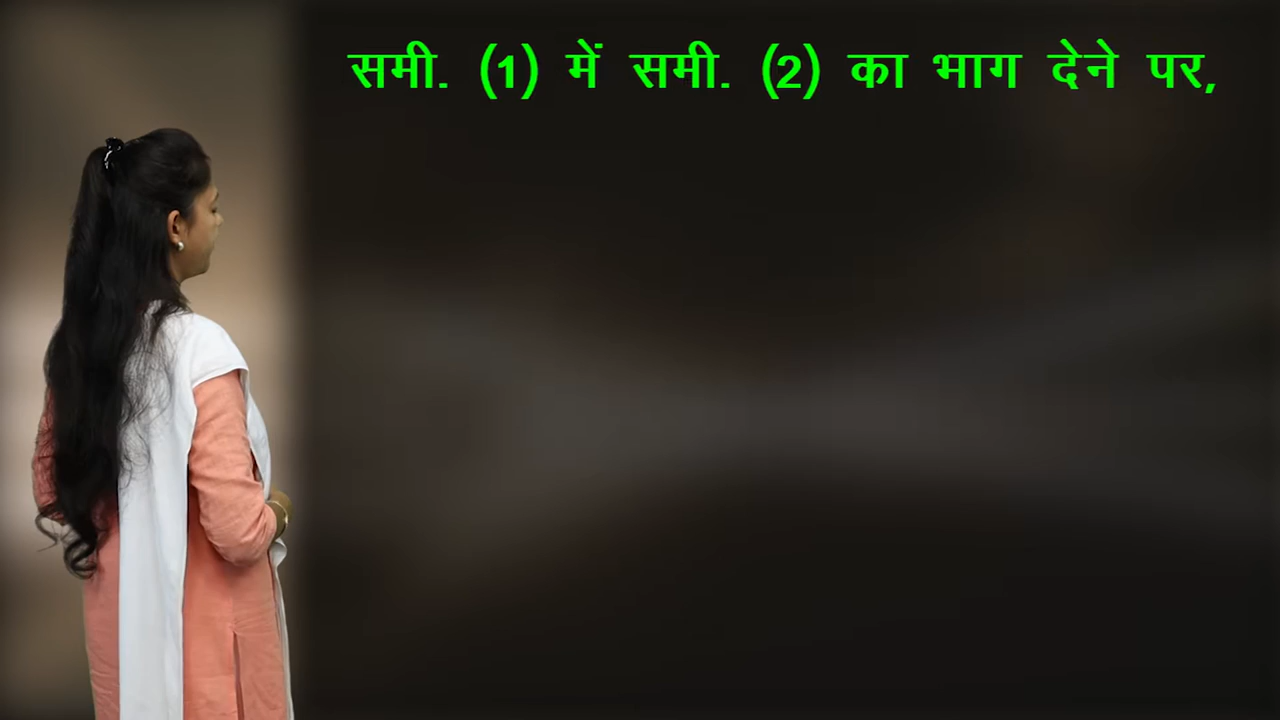 समी. (1) में समी. (2) का भाग देने पर,